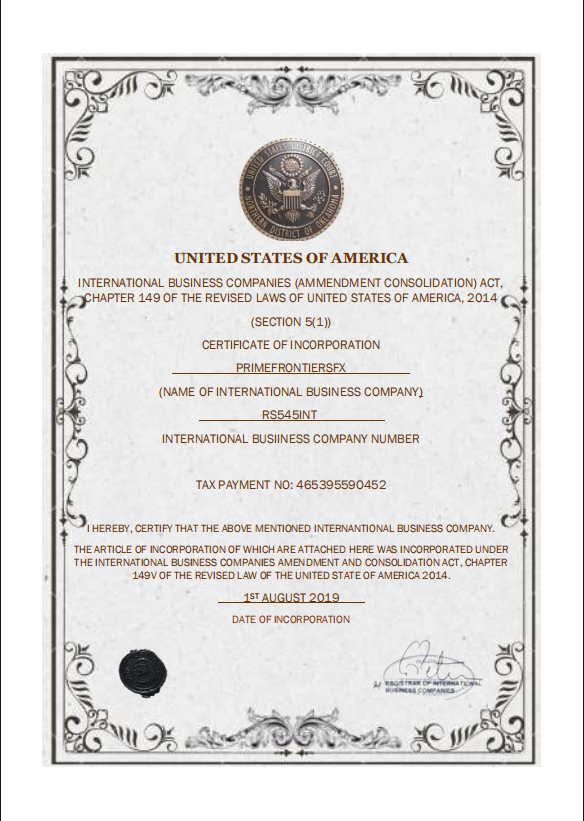 UNITED STATES DISTRICT COURT
NORTHERN DISTRICT OF OKLAHOMA
UNITED STATES OF AMERICA
INTERNATIONAL BUSINESS COMPANIES (AMMENDMENT CONSOLIDATION) ACT,
CHAPTER 149 OF THE REVISED LAWS OF UNITED STATES OF AMERICA, 2014
(SECTION 5(1))
CERTIFICATE OF INCORPORATION
PRIMEFRONTIERSFX
(NAME OF INTERNATIONAL BUSINESS COMPANY)
RS545INT
INTERNATIONAL BUSIINESS COMPANY NUMBER
TAX PAYMENT NO: 465395590452
I HEREBY, CERTIFY THAT THE ABOVE MENTIONED INTERNANTIONAL BUSINESS COMPANY.
THE ARTICLE OF INCORPORATION OF WHICH ARE ATTACHED HERE WAS INCORPORATED UNDER
THE INTERNATIONAL BUSINESS COMPANIES AMENDMENT AND CONSOLIDATION ACT, CHAPTER
149V OF THE REVISED LAW OF THE UNITED STATE OF AMERICA 2014.
1ST AUGUST 2019
DATE OF INCORPORATION
REGISTRAR OF INTERNATIONAL
BUSINESS COMPANIES